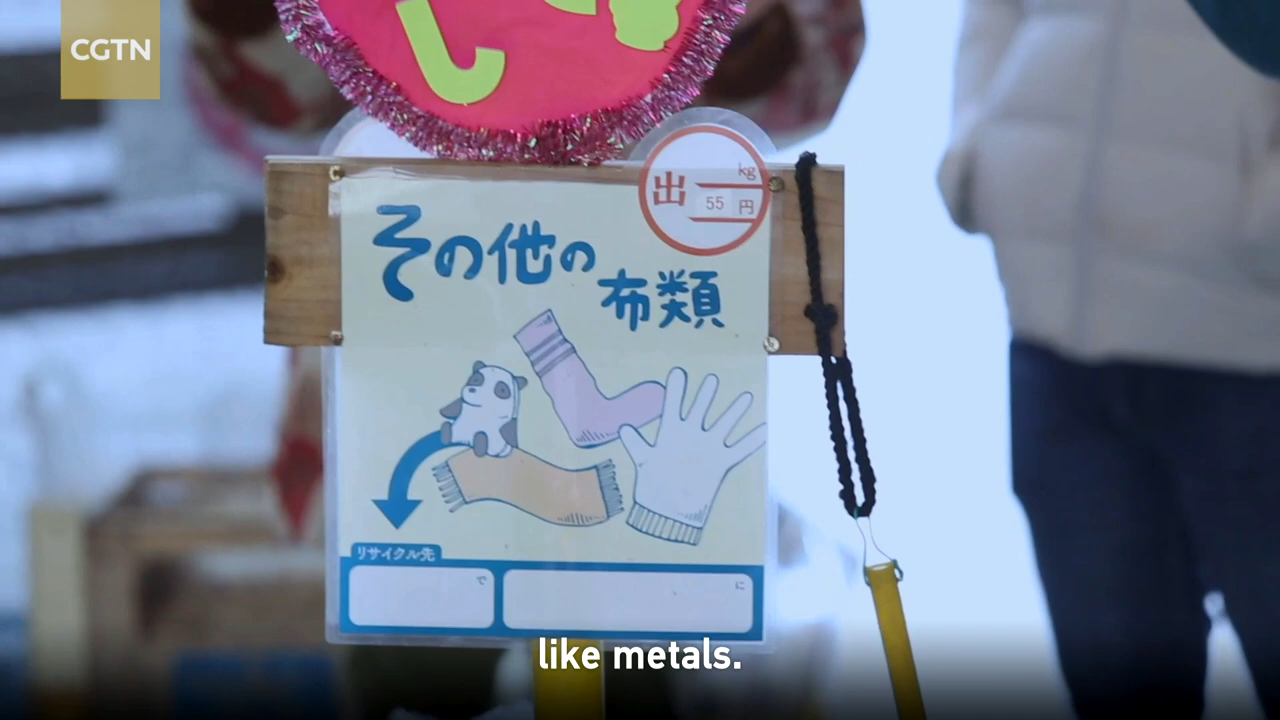 CGTN
し
kg
出 55 円
その他の
布類
リサイクル先
で に
like metals.